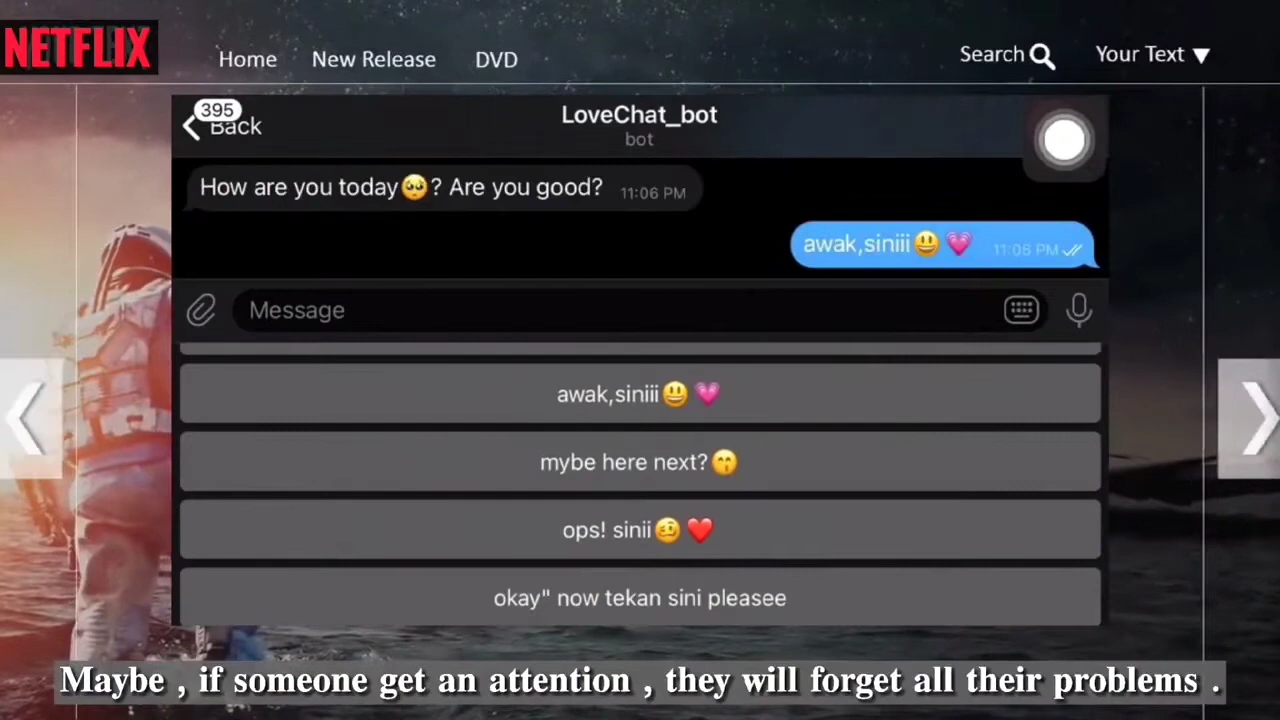 NETFLIX
Home New Release DVD Search Your Text
395
Back
LoveChat_bot
bot
How are you today🥺? Are you good? 11:06 PM
awak,siniii😃💗 11:06 PM
Message
awak,siniii😃💗
mybe here next?😙
ops! sinii🥴❤️
okay" now tekan sini pleasee
Maybe , if someone get an attention , they will forget all their problems .